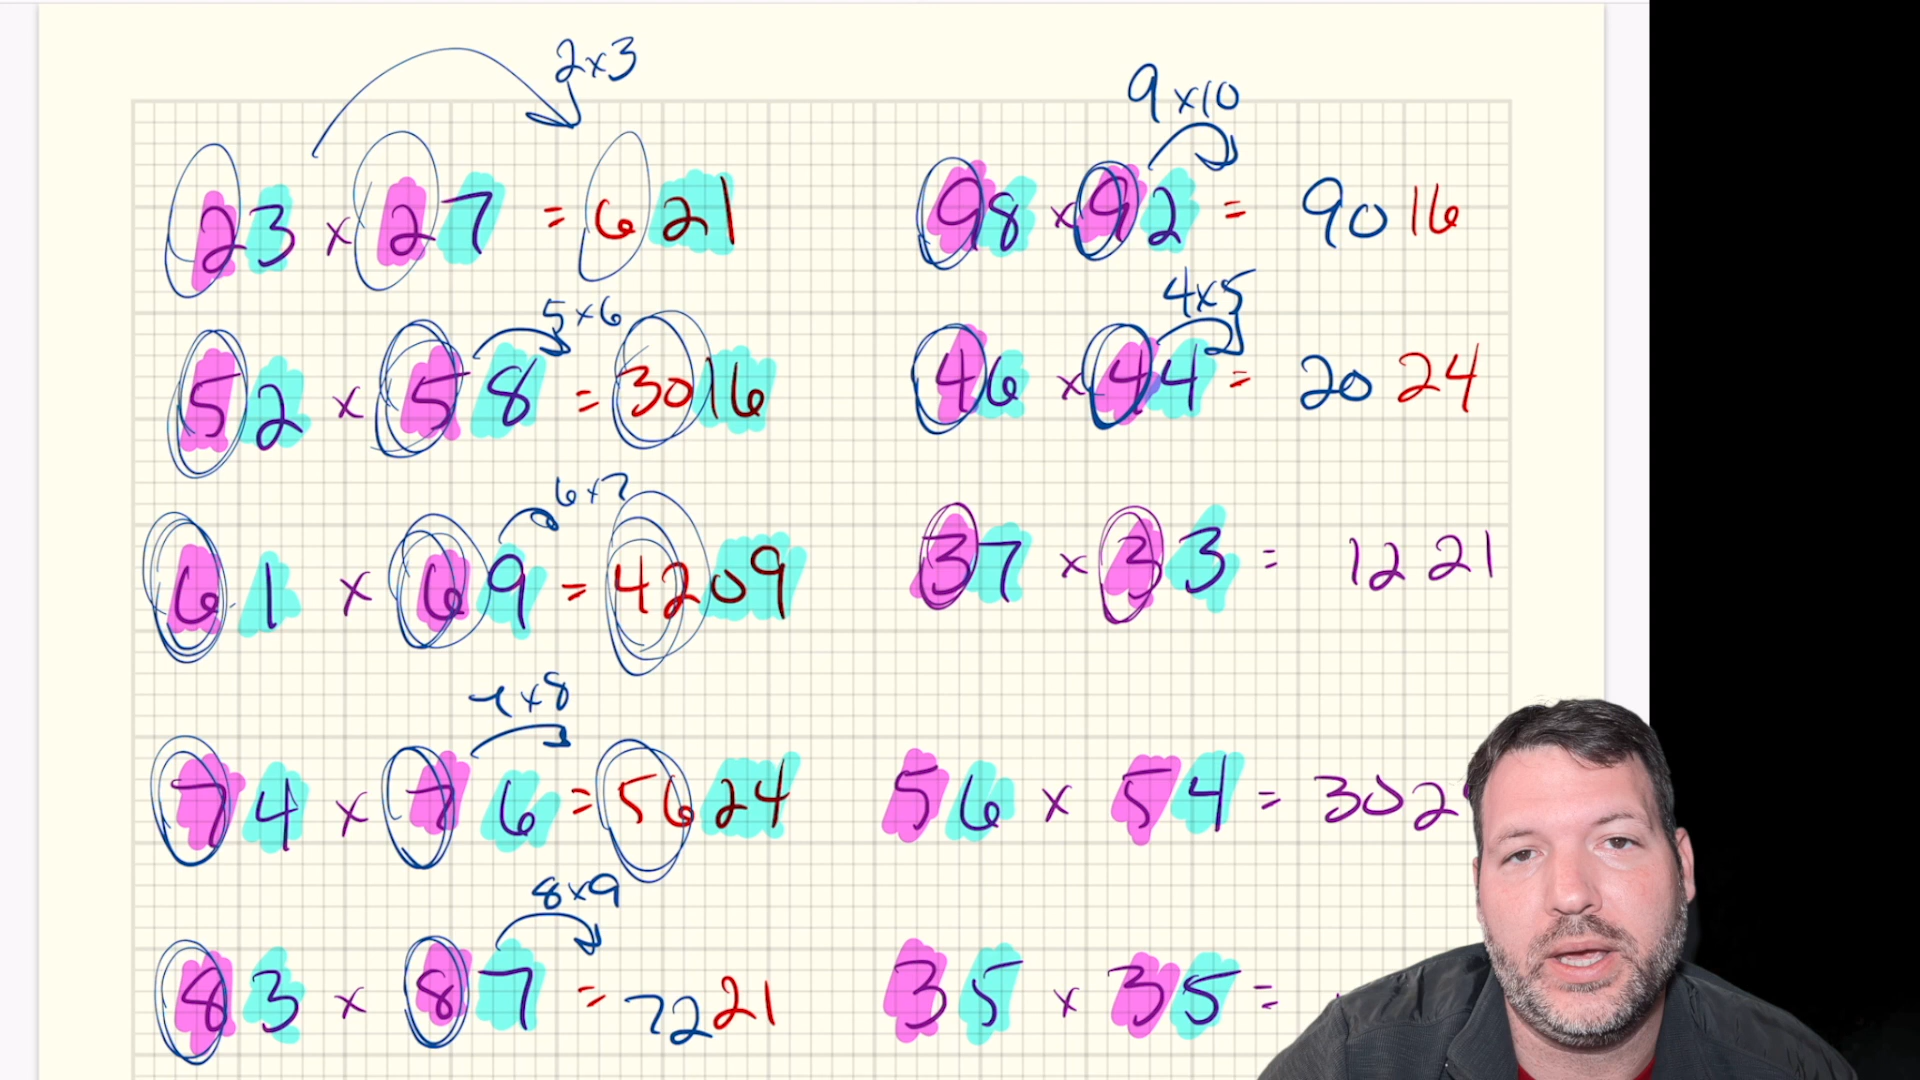 2x3
23 x 27 = 621
5x6
52 x 58 = 3016
6x7
61 x 69 = 4209
7x8
74 x 76 = 5624
8x9
83 x 87 = 7221
9x10
98 x 92 = 9016
4x5
46 x 44 = 2024
37 x 33 = 1221
56 x 54 = 302
35 x 35 =